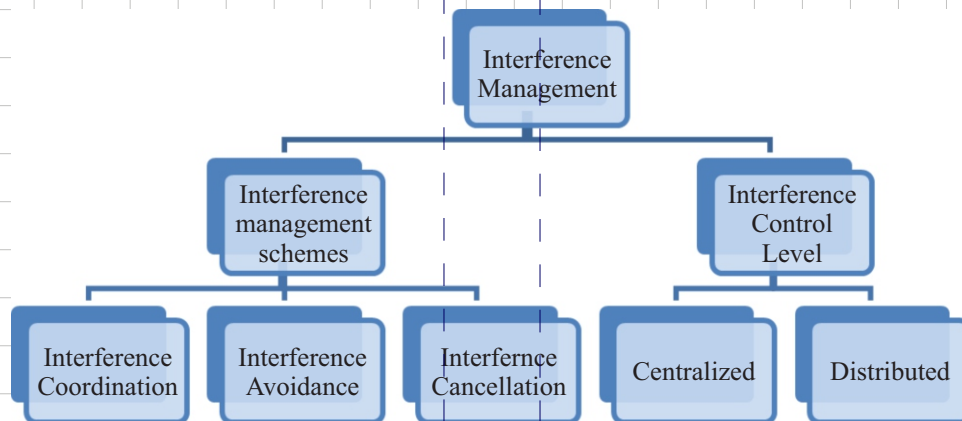 Interference
Management
Interference
management
schemes
Interference
Control
Level
Interference
Coordination
Interference
Avoidance
Interfernce
Cancellation
Centralized
Distributed